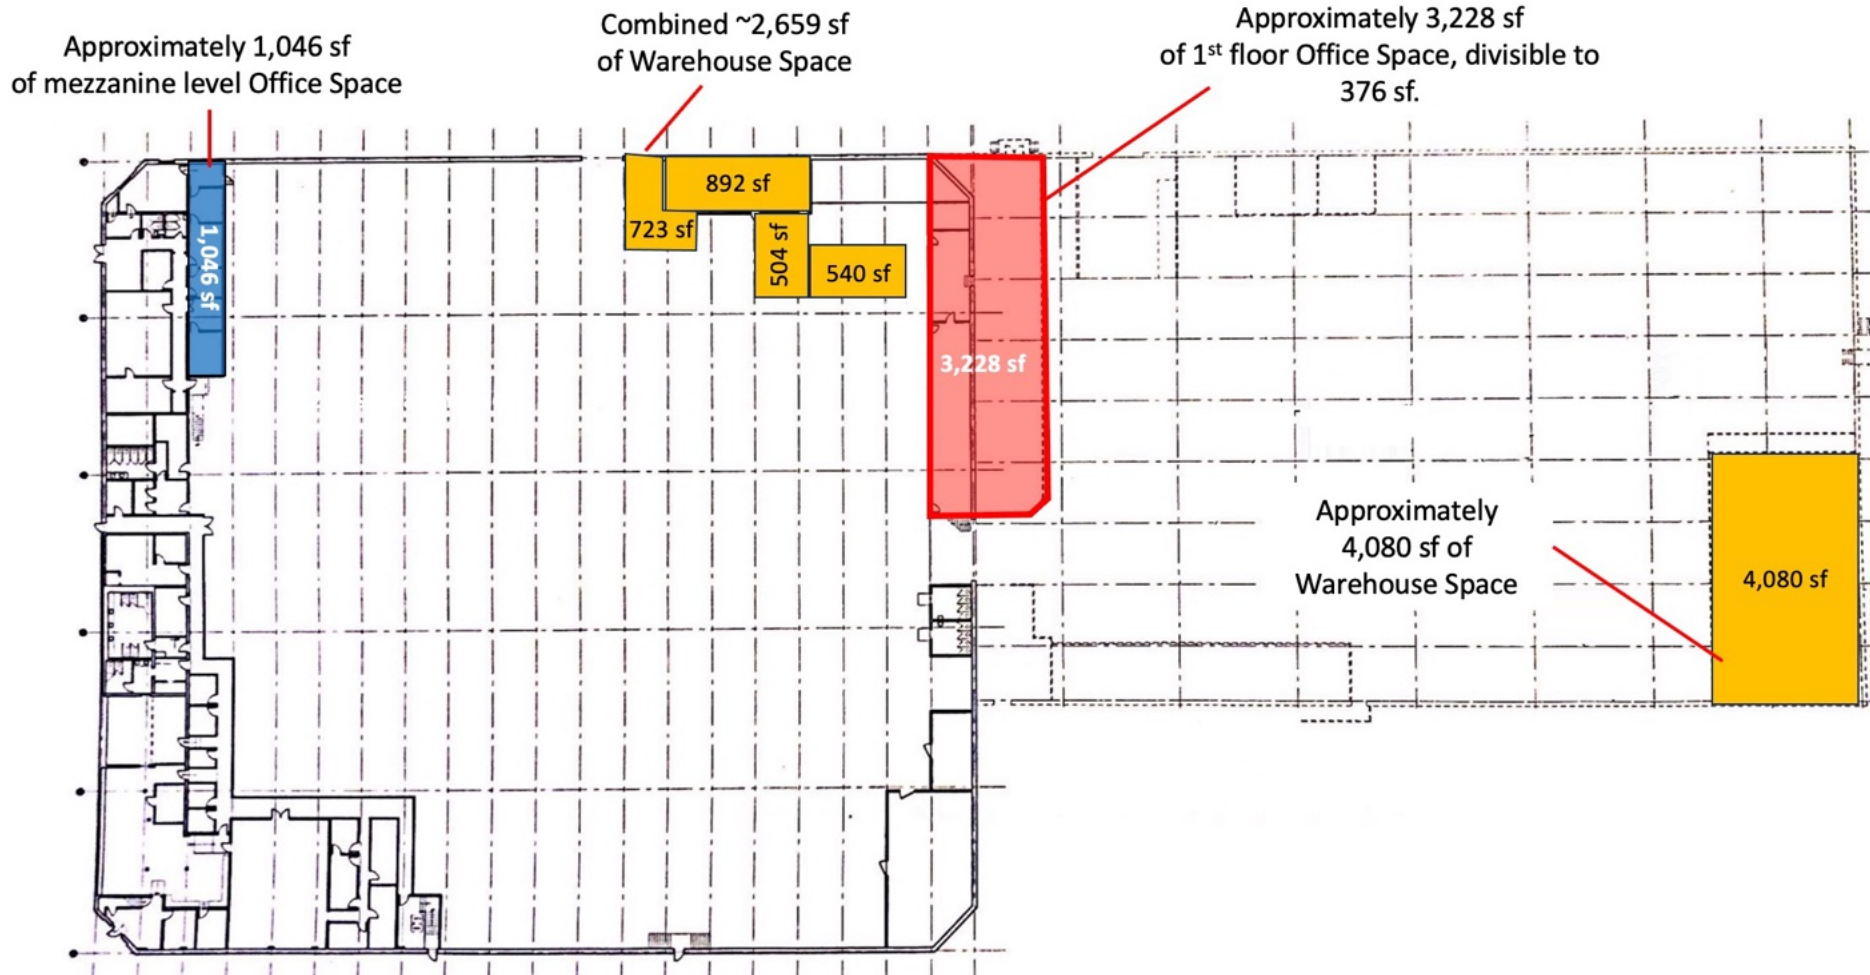 Approximately 1,046 sf
of mezzanine level Office Space
Combined ~2,659 sf
of Warehouse Space
Approximately 3,228 sf
of 1st floor Office Space, divisible to
376 sf.
1,046 sf
892 sf
723 sf
504 sf
540 sf
3,228 sf
Approximately
4,080 sf of
Warehouse Space
4,080 sf